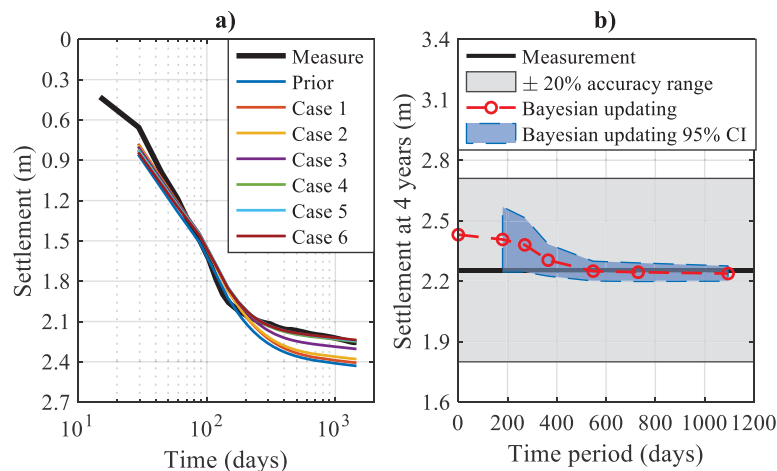 a)
0
0.3
0.6
0.9
1.2
1.5
1.8
2.1
2.4
2.7
Settlement (m)
10^1
10^2
10^3
Time (days)
Measure
Prior
Case 1
Case 2
Case 3
Case 4
Case 5
Case 6
b)
3.4
3.1
2.8
2.5
2.2
1.9
1.6
Settlement at 4 years (m)
0 200 400 600 800 1000 1200
Time period (days)
Measurement
± 20% accuracy range
Bayesian updating
Bayesian updating 95% CI